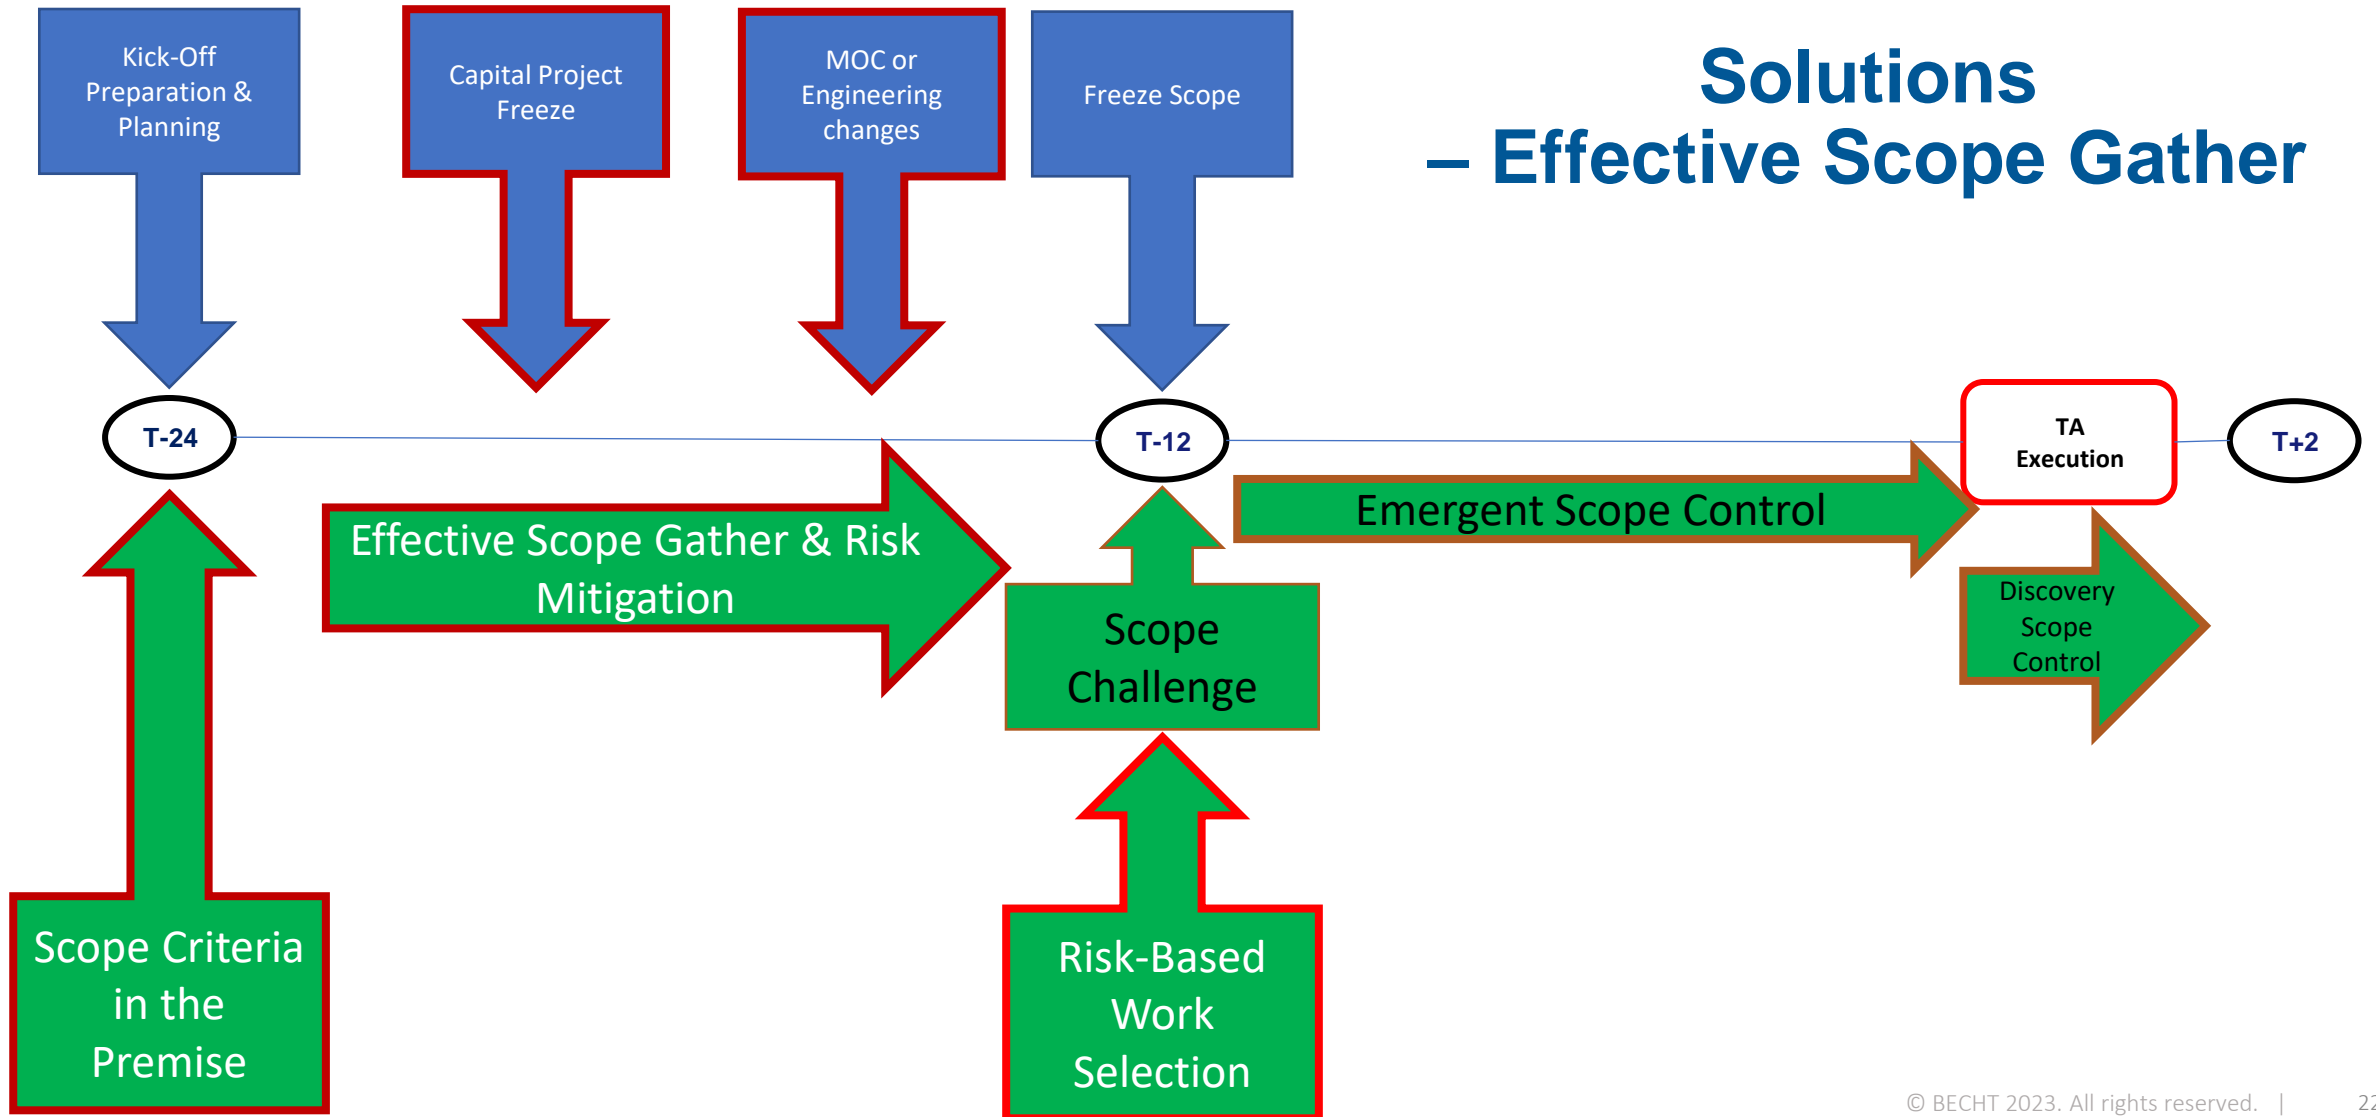 Kick-Off
Preparation &
Planning
Capital Project
Freeze
MOC or
Engineering
changes
Freeze Scope
Solutions
– Effective Scope Gather
T-24
T-12
TA
Execution
T+2
Effective Scope Gather & Risk
Mitigation
Emergent Scope Control
Scope
Challenge
Discovery
Scope
Control
Scope Criteria
in the
Premise
Risk-Based
Work
Selection
© BECHT 2023. All rights reserved. | 22